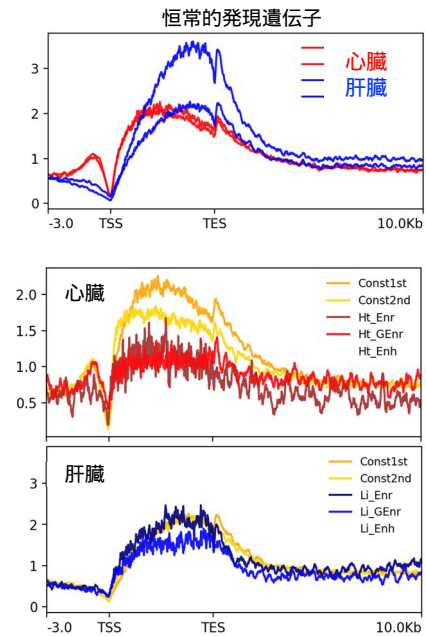 恒常的発現遺伝子
3
2
1
0
心臓
肝臓
-3.0 TSS TES 10.0Kb
心臓
2.0
1.5
1.0
0.5
Const1st
Const2nd
Ht_Enr
Ht_GEnr
Ht_Enh
肝臓
3
2
1
0
Const1st
Const2nd
Li_Enr
Li_GEnr
Li_Enh
-3.0 TSS TES 10.0Kb